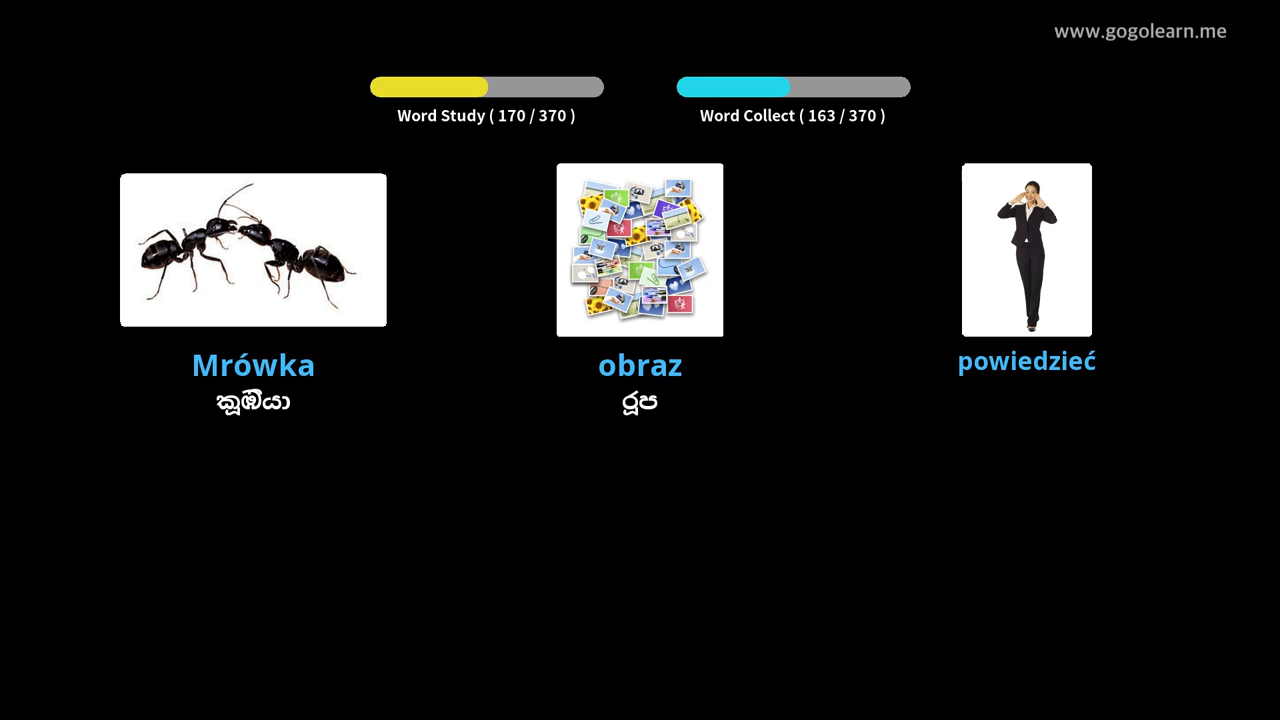 www.gogolearn.me
Word Study ( 170 / 370 )
Word Collect ( 163 / 370 )
Mrówka
obraz
powiedzieć
කූඹියා
රූප